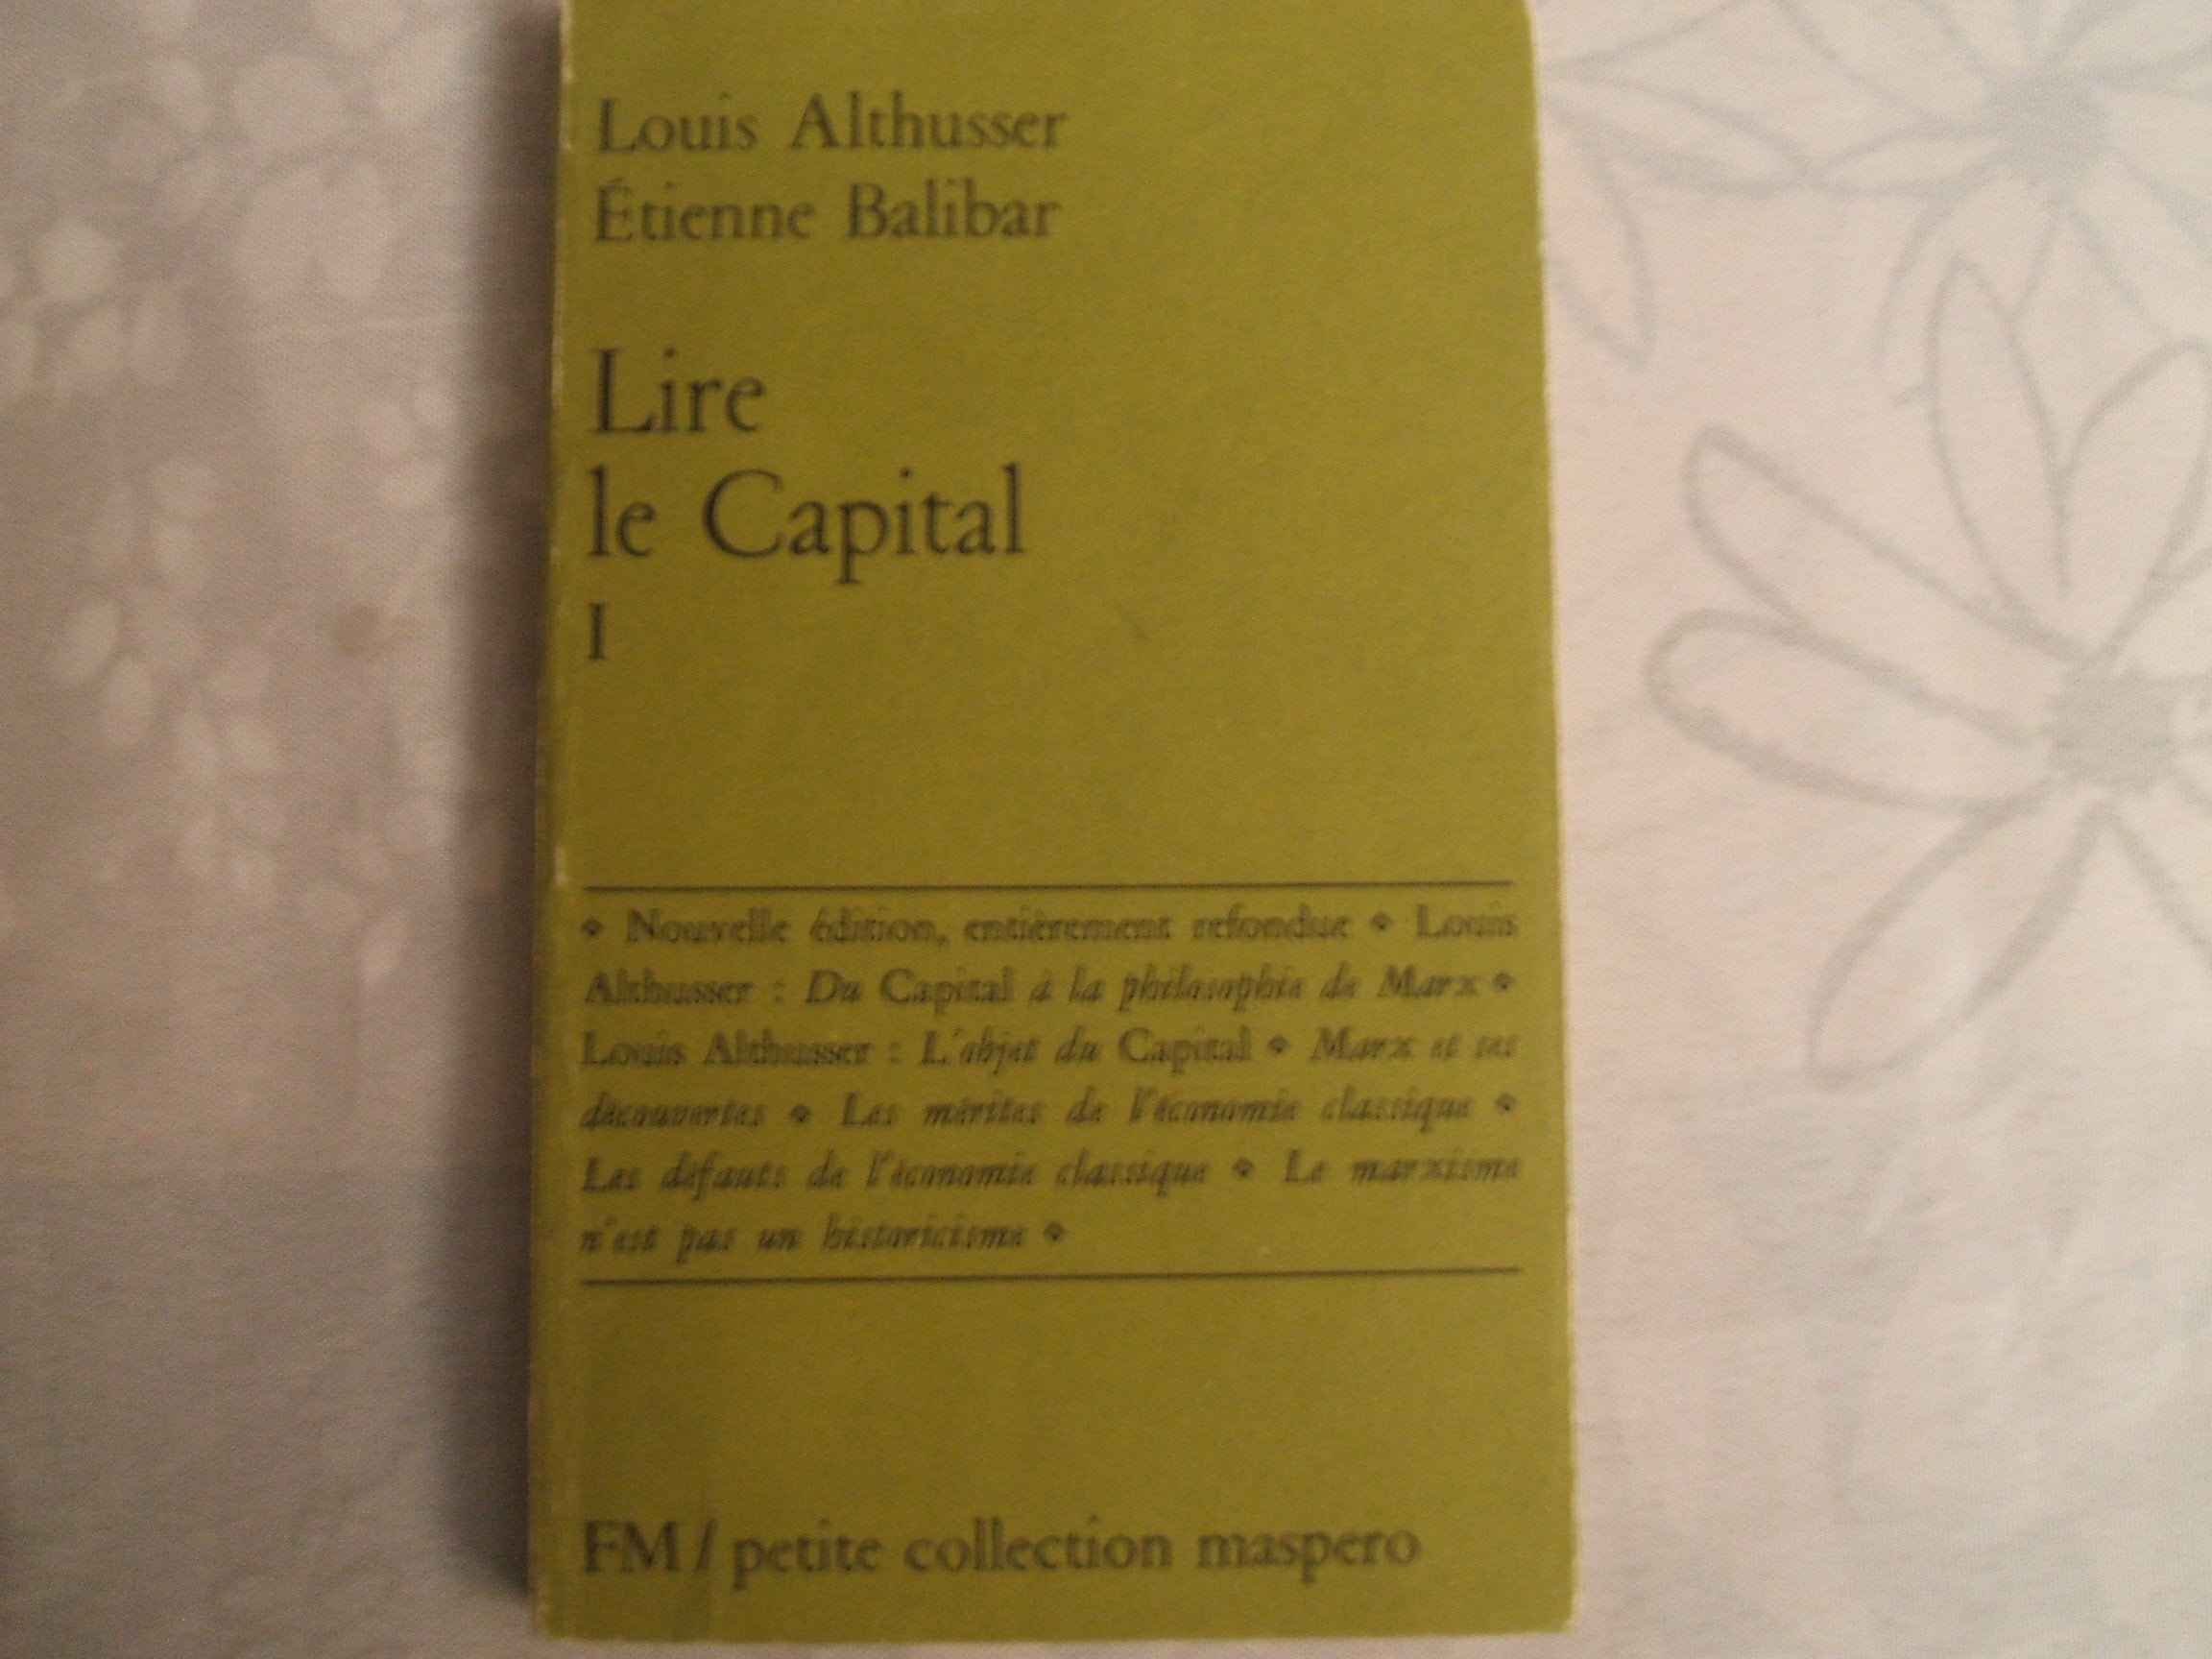 Louis Althusser
Étienne Balibar
Lire
le Capital
I
◆ Nouvelle édition, entièrement refondue ◆ Louis
Althusser : Du Capital à la philosophie de Marx ◆
Louis Althusser : L'objet du Capital ◆ Marx et ses
découvertes ◆ Les mérites de l'économie classique ◆
Les défauts de l'économie classique ◆ Le marxisme
n'est pas un historicisme ◆
FM / petite collection maspero